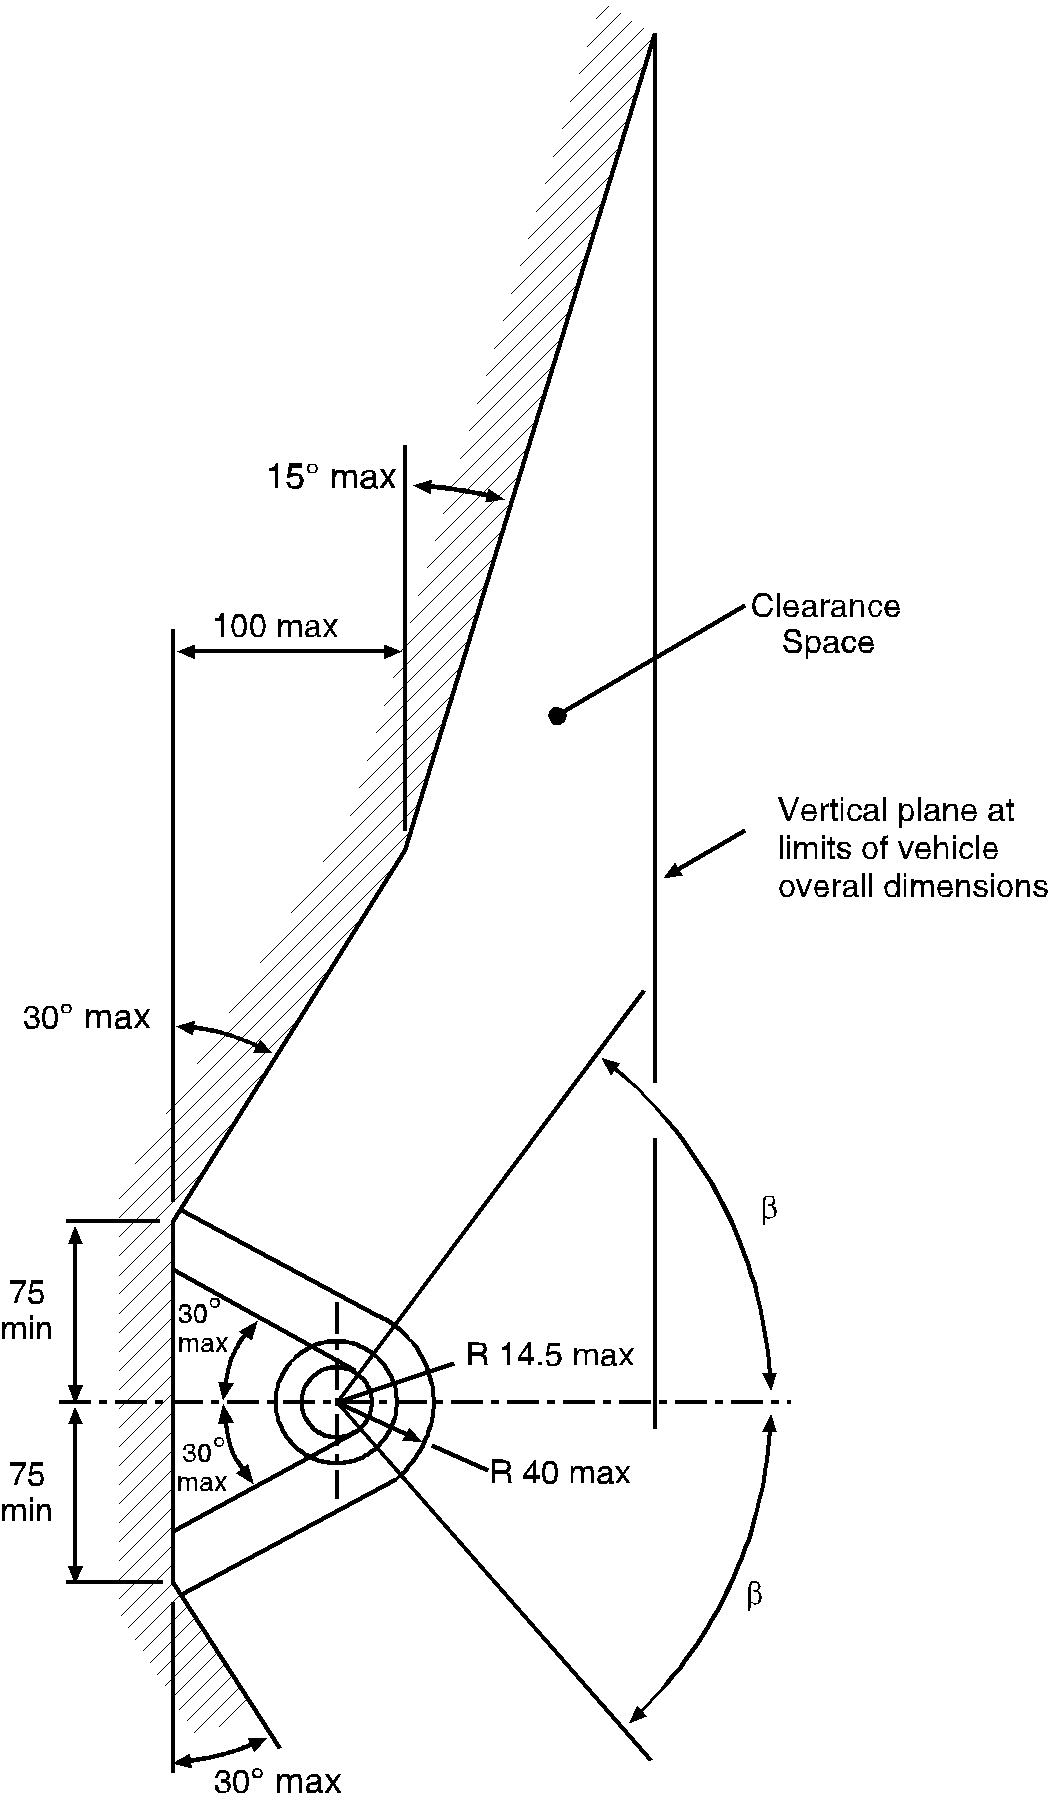 15° max
100 max
Clearance
Space
Vertical plane at
limits of vehicle
overall dimensions
30° max
β
75
min
30°
max
R 14.5 max
30°
max
R 40 max
75
min
β
30° max